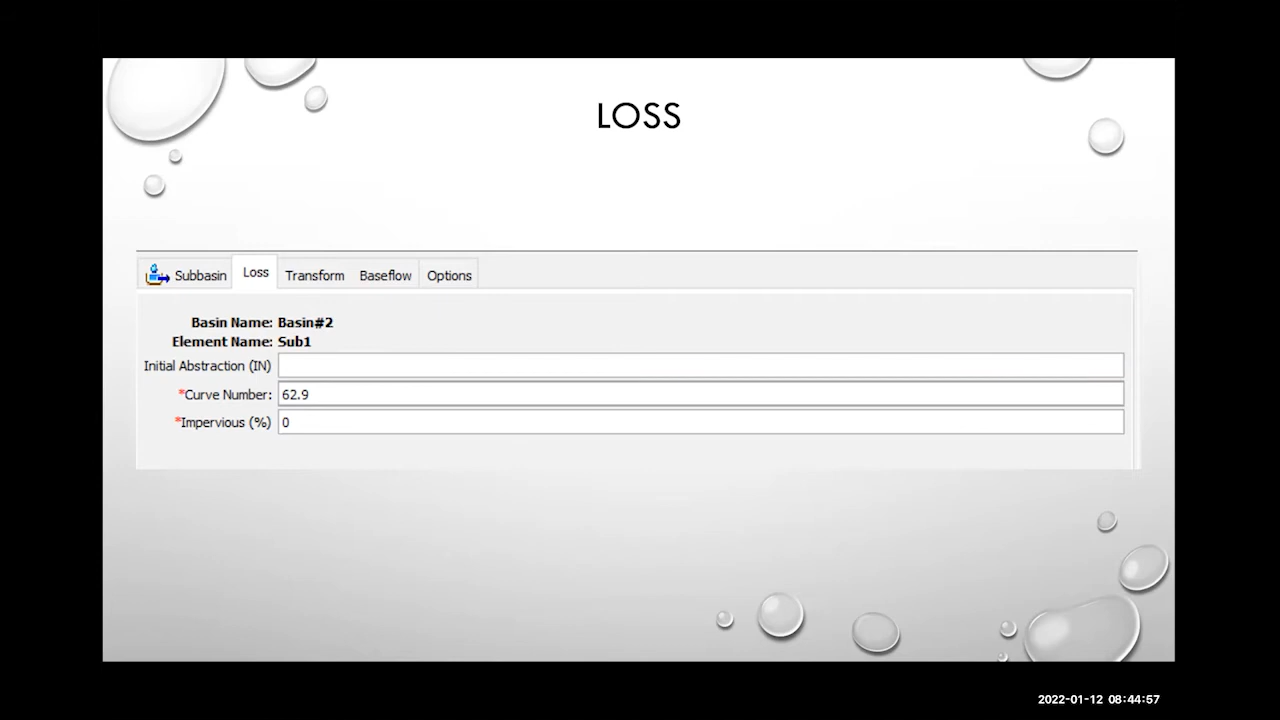 LOSS
Subbasin Loss Transform Baseflow Options
Basin Name: Basin#2
Element Name: Sub1
Initial Abstraction (IN)
*Curve Number: 62.9
*Impervious (%) 0
2022-01-12 08:44:57